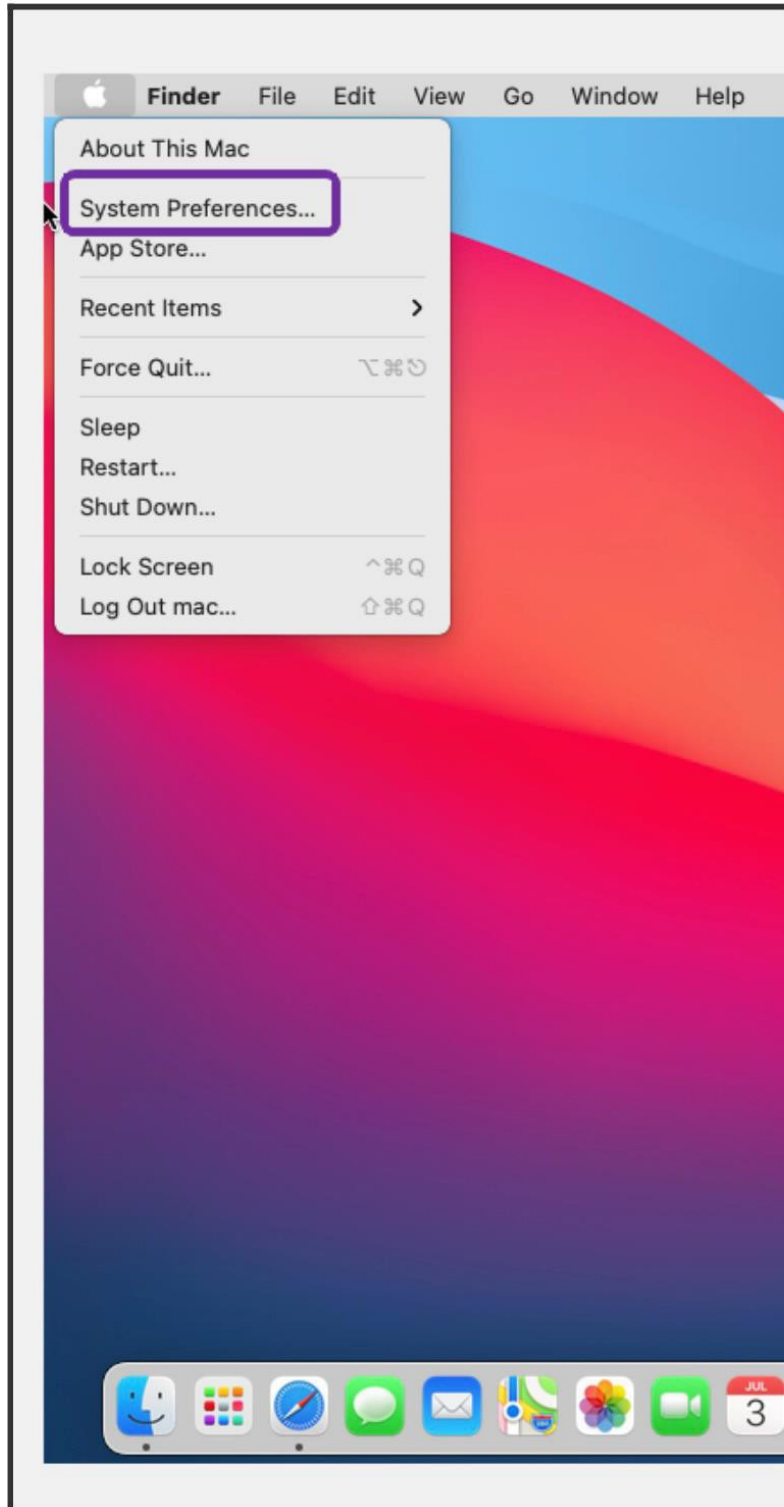 Finder File Edit View Go Window Help
About This Mac
System Preferences...
App Store...
Recent Items
Force Quit... ⌥⌘⎋
Sleep
Restart...
Shut Down...
Lock Screen ^⌘Q
Log Out mac... ⇧⌘Q
JUL
3